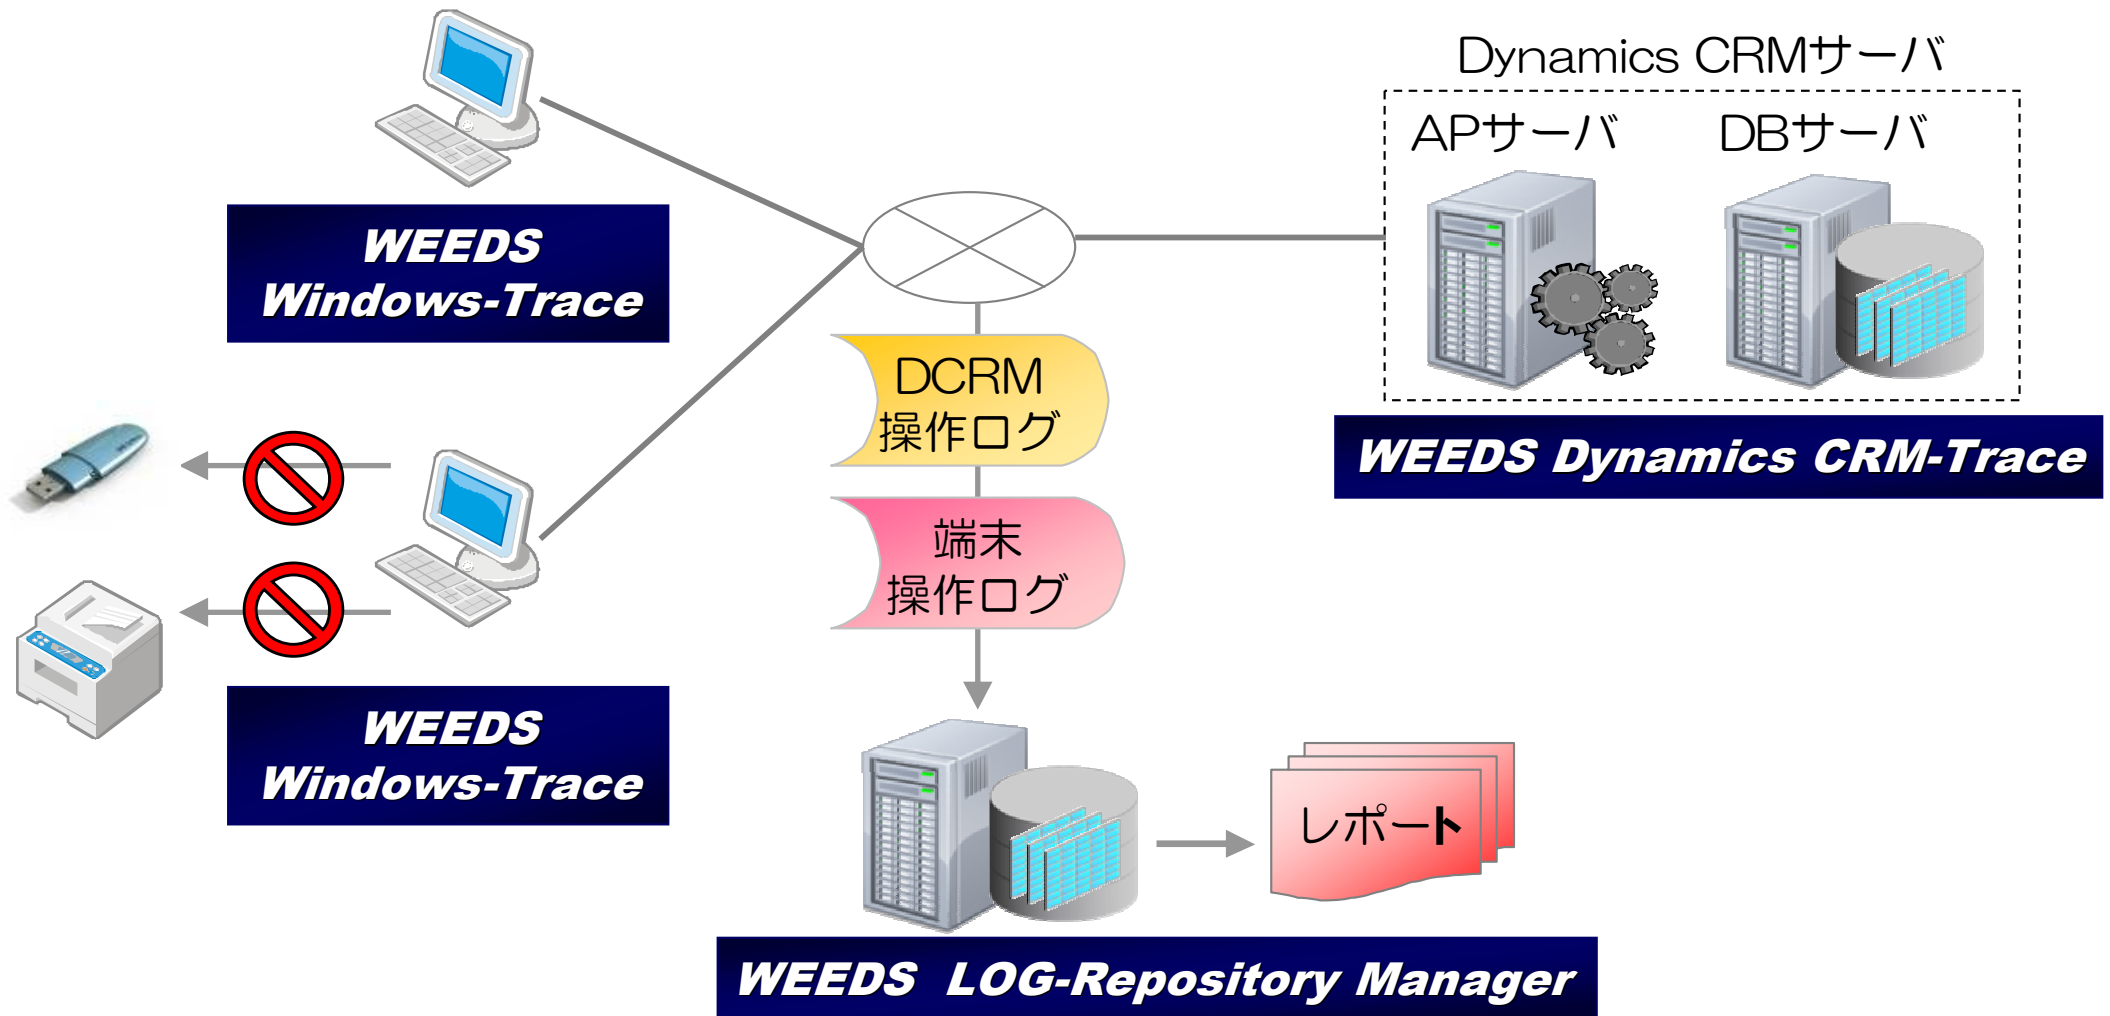 Dynamics CRMサーバ
APサーバ
DBサーバ
WEEDS
Windows-Trace
DCRM
操作ログ
WEEDS Dynamics CRM-Trace
端末
操作ログ
WEEDS
Windows-Trace
レポート
WEEDS LOG-Repository Manager